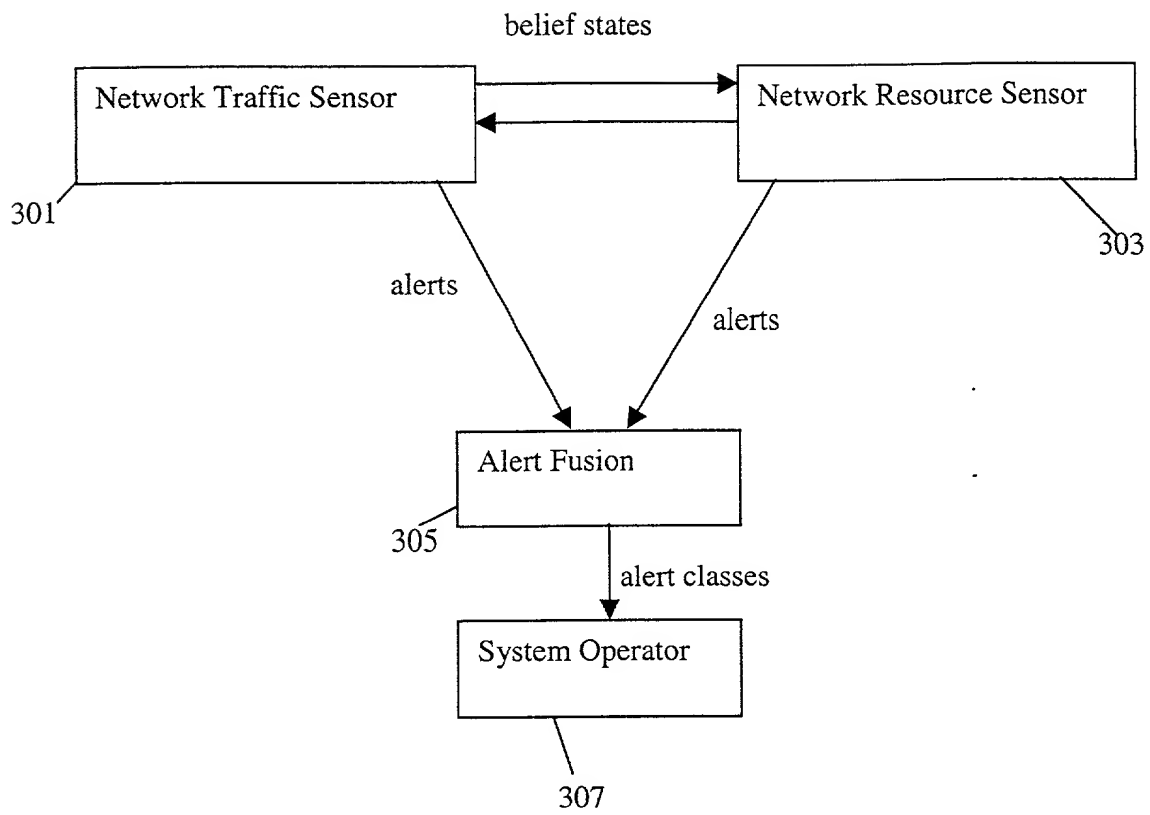 belief states
Network Traffic Sensor
Network Resource Sensor
301
303
alerts
alerts
Alert Fusion
305
alert classes
System Operator
307